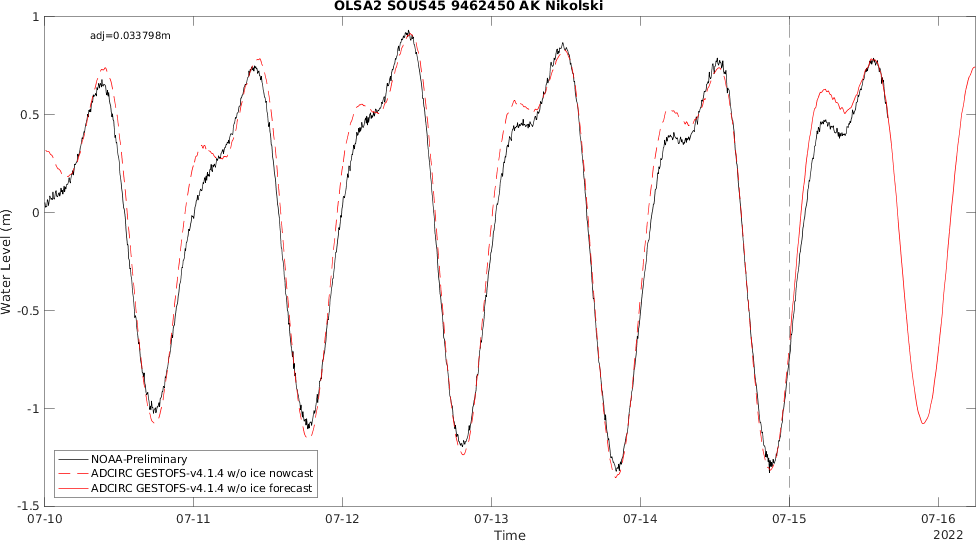 OLSA2 SOUS45 9462450 AK Nikolski
adj=0.033798m
1
0.5
0
-0.5
-1
-1.5
Water Level (m)
NOAA-Preliminary
ADCIRC GESTOFS-v4.1.4 w/o ice nowcast
ADCIRC GESTOFS-v4.1.4 w/o ice forecast
07-10
07-11
07-12
07-13
07-14
07-15
07-16
Time
2022